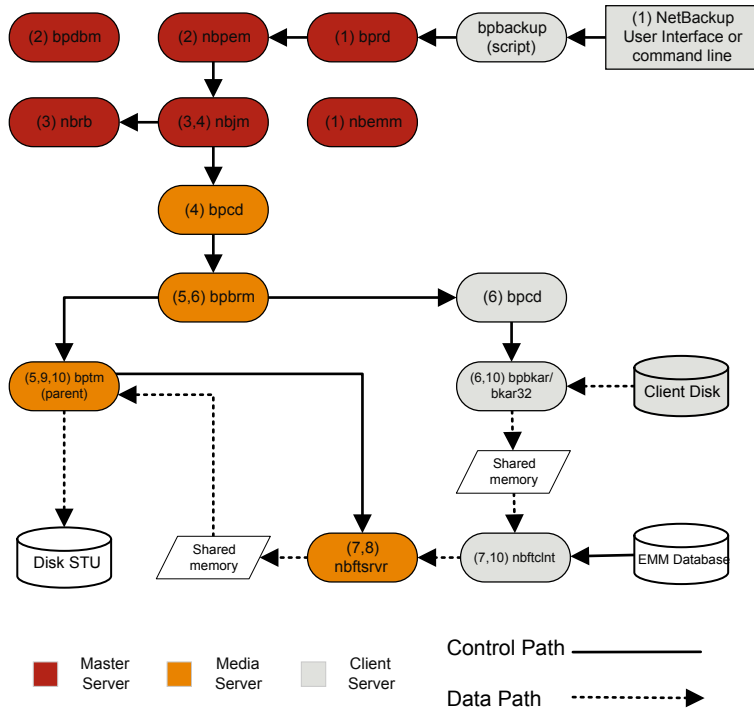 (2) bpdbm
(2) nbpem
(1) bprd
bpbackup
(script)
(1) NetBackup
User Interface or
command line
(3) nbrb
(3,4) nbjm
(1) nbemm
(4) bpcd
(5,6) bpbrm
(6) bpcd
(5,9,10) bptm
(parent)
(6,10) bpbkar/
bkar32
Client Disk
Shared
memory
Disk STU
Shared
memory
(7,8)
nbftsrvr
(7,10) nbftclnt
EMM Database
Master
Server
Media
Server
Client
Server
Control Path
Data Path